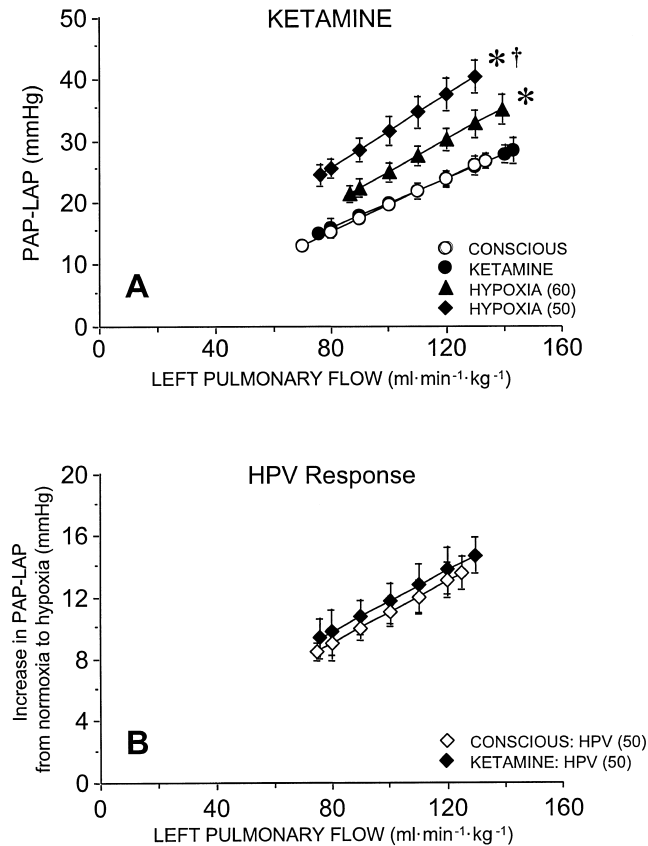 KETAMINE
50
40
30
20
10
0
PAP-LAP (mmHg)
* †
*
CONSCIOUS
KETAMINE
HYPOXIA (60)
HYPOXIA (50)
A
0 40 80 120 160
LEFT PULMONARY FLOW (ml·min⁻¹·kg⁻¹)
HPV Response
20
16
12
8
4
0
Increase in PAP-LAP
from normoxia to hypoxia (mmHg)
CONSCIOUS: HPV (50)
KETAMINE: HPV (50)
B
0 40 80 120 160
LEFT PULMONARY FLOW (ml·min⁻¹·kg⁻¹)